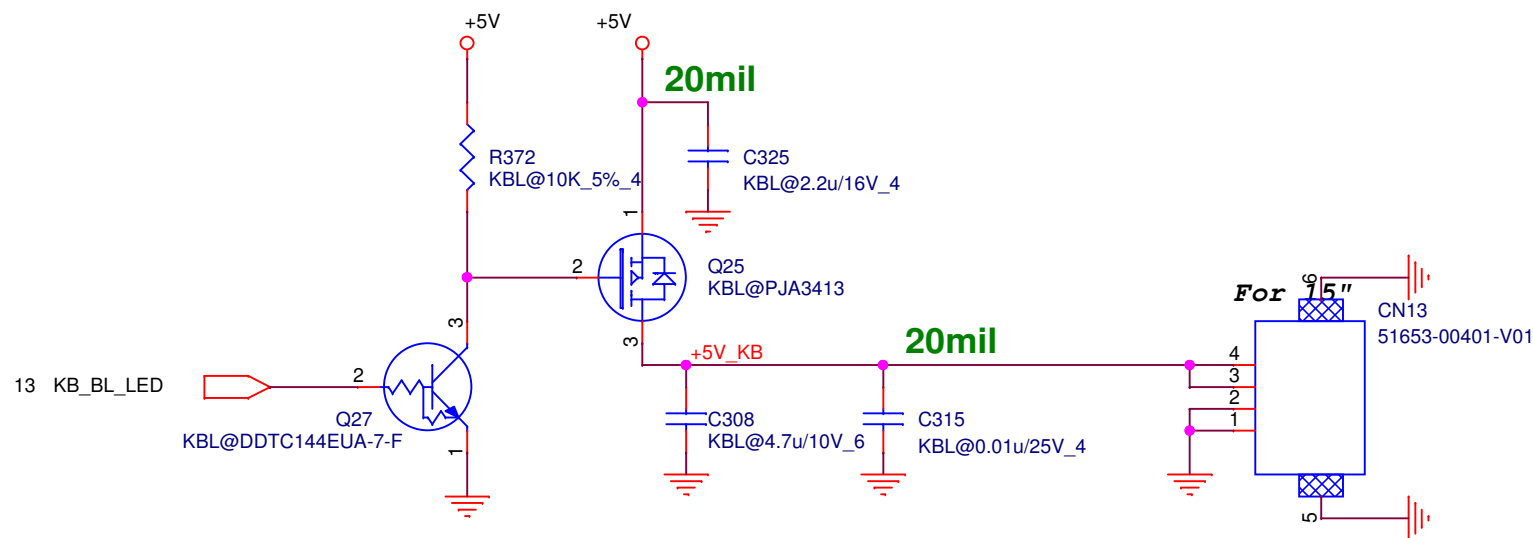 +5V
+5V
20mil
R372
KBL@10K_5%_4
C325
KBL@2.2u/16V_4
1
2
Q25
KBL@PJA3413
3
3
13 KB_BL_LED
2
Q27
KBL@DDTC144EUA-7-F
1
+5V_KB
20mil
C308
KBL@4.7u/10V_6
C315
KBL@0.01u/25V_4
For 15"
6
CN13
51653-00401-V01
4
3
2
1
5